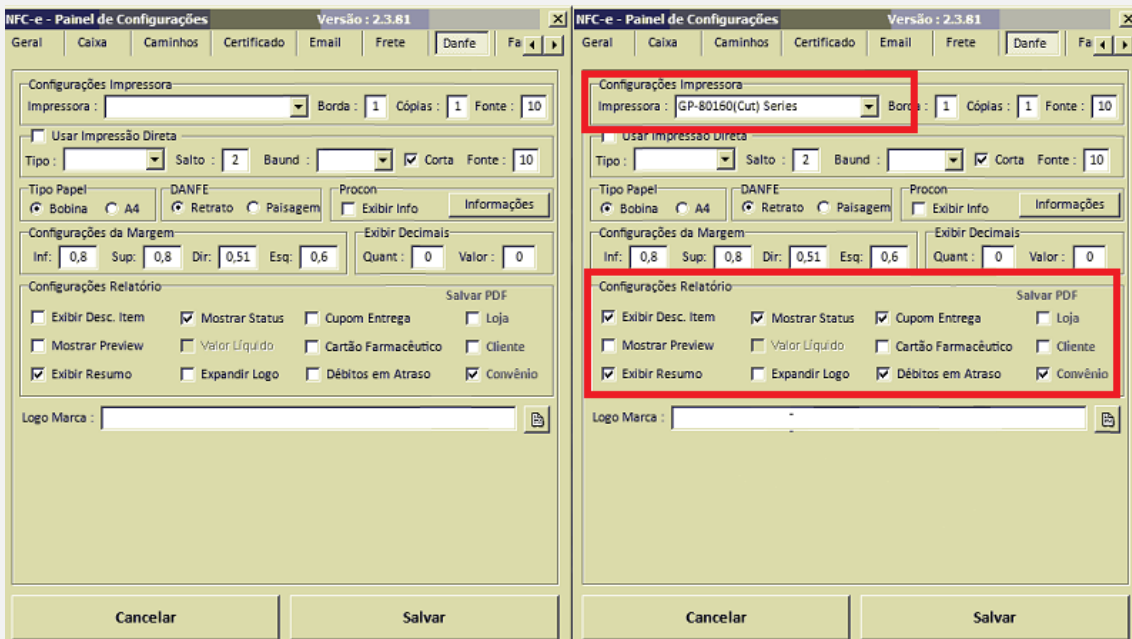 NFC-e - Painel de Configurações Versão : 2.3.81
Geral Caixa Caminhos Certificado Email Frete Danfe Fa
Configurações Impressora
Impressora : Borda : 1 Cópias : 1 Fonte : 10
Usar Impressão Direta
Tipo : Salto : 2 Baund : Corta Fonte : 10
Tipo Papel DANFE Procon
Bobina A4 Retrato Paisagem Exibir Info Informações
Configurações da Margem Exibir Decimais
Inf: 0,8 Sup: 0,8 Dir: 0,51 Esq: 0,6 Quant : 0 Valor : 0
Configurações Relatório Salvar PDF
Exibir Desc. Item Mostrar Status Cupom Entrega Loja
Mostrar Preview Valor Líquido Cartão Farmacêutico Cliente
Exibir Resumo Expandir Logo Débitos em Atraso Convênio
Logo Marca :
Cancelar Salvar
NFC-e - Painel de Configurações Versão : 2.3.81
Geral Caixa Caminhos Certificado Email Frete Danfe Fa
Configurações Impressora
Impressora : GP-80160(Cut) Series Borda : 1 Cópias : 1 Fonte : 10
Usar Impressão Direta
Tipo : Salto : 2 Baund : Corta Fonte : 10
Tipo Papel DANFE Procon
Bobina A4 Retrato Paisagem Exibir Info Informações
Configurações da Margem Exibir Decimais
Inf: 0,8 Sup: 0,8 Dir: 0,51 Esq: 0,6 Quant : 0 Valor : 0
Configurações Relatório Salvar PDF
Exibir Desc. Item Mostrar Status Cupom Entrega Loja
Mostrar Preview Valor Líquido Cartão Farmacêutico Cliente
Exibir Resumo Expandir Logo Débitos em Atraso Convênio
Logo Marca :
Cancelar Salvar